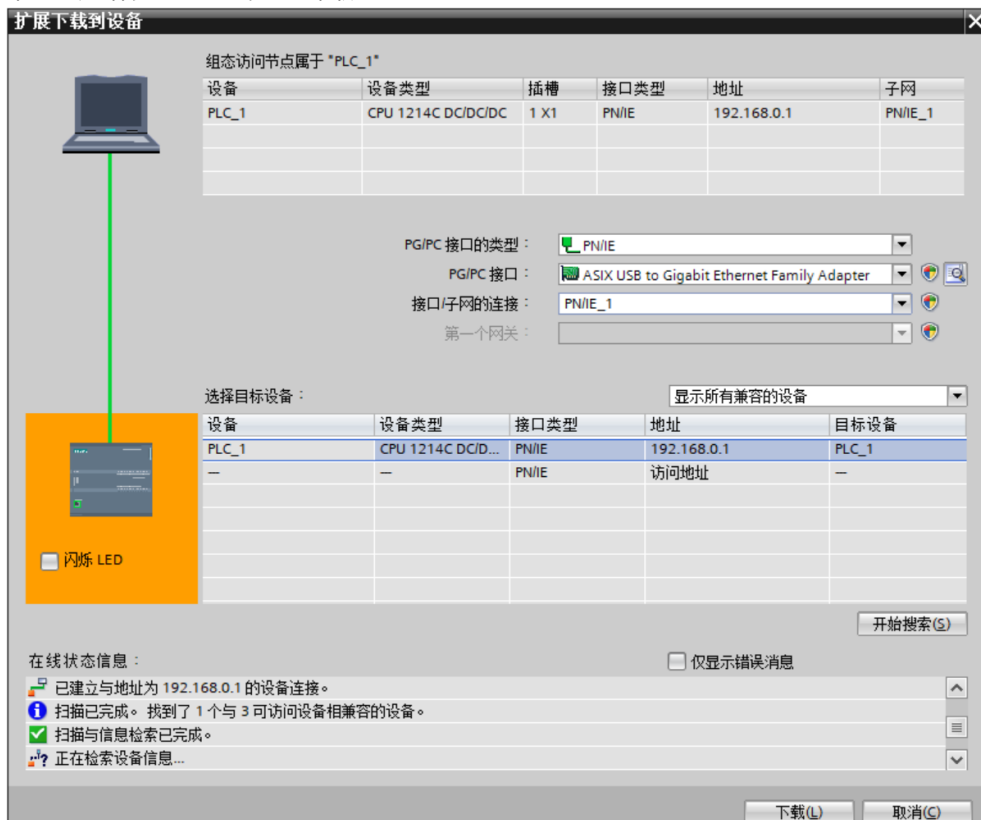 扩展下载到设备
组态访问节点属于 "PLC_1"
设备 设备类型 插槽 接口类型 地址 子网
PLC_1 CPU 1214C DC/DC/DC 1 X1 PN/IE 192.168.0.1 PN/IE_1
PG/PC 接口的类型： PN/IE
PG/PC 接口： ASIX USB to Gigabit Ethernet Family Adapter
接口/子网的连接： PN/IE_1
第一个网关：
选择目标设备： 显示所有兼容的设备
设备 设备类型 接口类型 地址 目标设备
PLC_1 CPU 1214C DC/D... PN/IE 192.168.0.1 PLC_1
— — PN/IE 访问地址 —
闪烁 LED
开始搜索(S)
在线状态信息： 仅显示错误消息
已建立与地址为 192.168.0.1 的设备连接。
扫描已完成。找到了 1 个与 3 可访问设备相兼容的设备。
扫描与信息检索已完成。
正在检索设备信息...
下载(L) 取消(C)